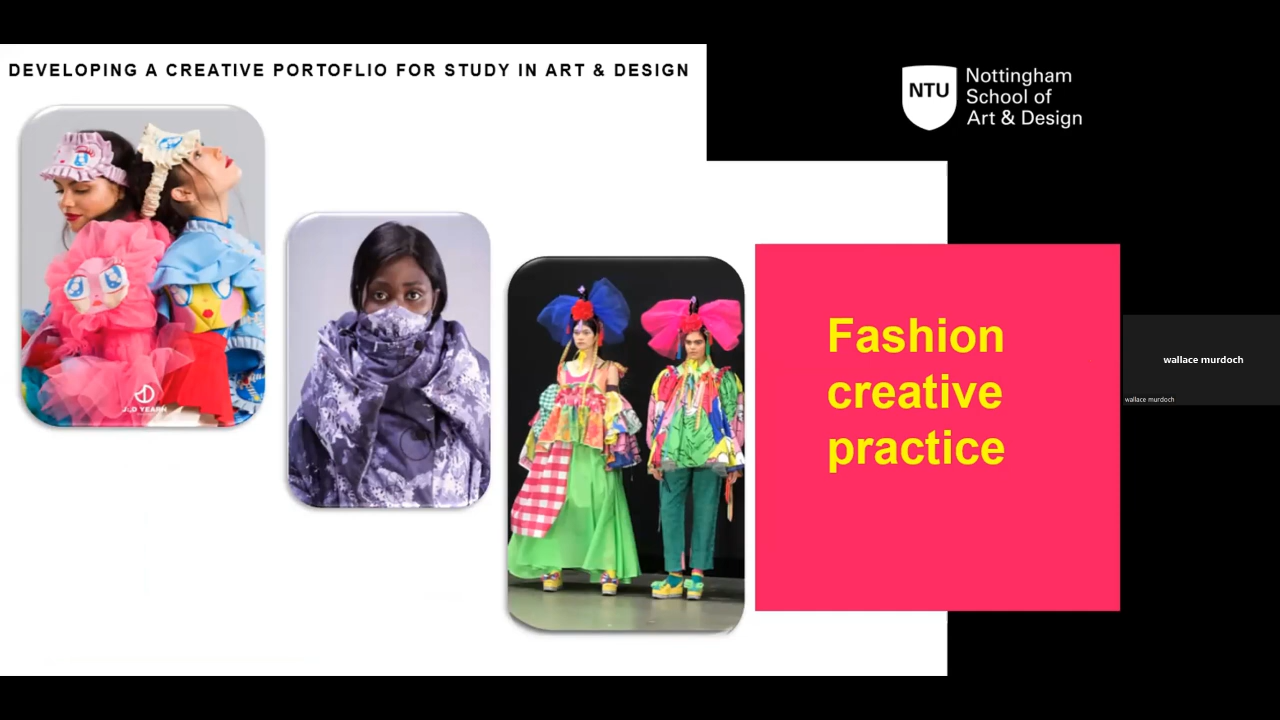 DEVELOPING A CREATIVE PORTOFLIO FOR STUDY IN ART & DESIGN
NTU
Nottingham
School of
Art & Design
Fashion
creative
practice
wallace murdoch
wallace murdoch